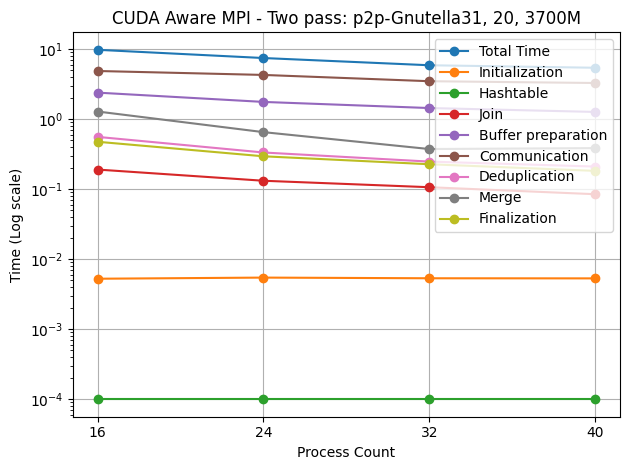 CUDA Aware MPI - Two pass: p2p-Gnutella31, 20, 3700M
Time (Log scale)
10¹
10⁰
10⁻¹
10⁻²
10⁻³
10⁻⁴
Total Time
Initialization
Hashtable
Join
Buffer preparation
Communication
Deduplication
Merge
Finalization
16 24 32 40
Process Count